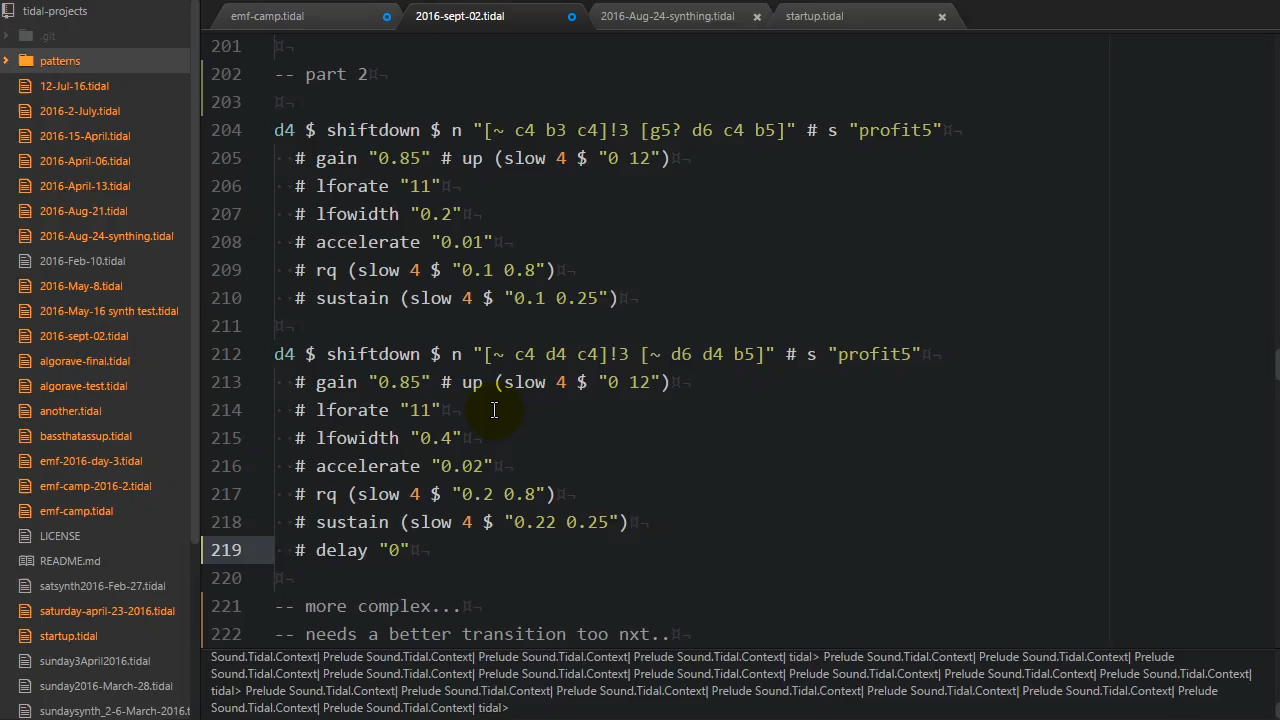 tidal-projects
.git
patterns
12-Jul-16.tidal
2016-2-July.tidal
2016-15-April.tidal
2016-April-06.tidal
2016-April-13.tidal
2016-Aug-21.tidal
2016-Aug-24-synthing.tidal
2016-Feb-10.tidal
2016-May-8.tidal
2016-May-16 synth test.tidal
2016-sept-02.tidal
algorave-final.tidal
algorave-test.tidal
another.tidal
bassthatassup.tidal
emf-2016-day-3.tidal
emf-camp-2016-2.tidal
emf-camp.tidal
LICENSE
README.md
satsynth2016-Feb-27.tidal
saturday-april-23-2016.tidal
startup.tidal
sunday3April2016.tidal
sunday2016-March-28.tidal
sundaysynth_2-6-March-2016.t
emf-camp.tidal
2016-sept-02.tidal
2016-Aug-24-synthing.tidal
startup.tidal
201 ¤¬
202 -- part 2¤¬
203 ¤¬
204 d4 $ shiftdown $ n "[~ c4 b3 c4]!3 [g5? d6 c4 b5]" # s "profit5"¤¬
205 ··# gain "0.85" # up (slow 4 $ "0 12")¤¬
206 ··# lforate "11"¤¬
207 ··# lfowidth "0.2"¤¬
208 ··# accelerate "0.01"¤¬
209 ··# rq (slow 4 $ "0.1 0.8")¤¬
210 ··# sustain (slow 4 $ "0.1 0.25")¤¬
211 ¤¬
212 d4 $ shiftdown $ n "[~ c4 d4 c4]!3 [~ d6 d4 b5]" # s "profit5"¤¬
213 ··# gain "0.85" # up (slow 4 $ "0 12")¤¬
214 ··# lforate "11"¤¬
215 ··# lfowidth "0.4"¤¬
216 ··# accelerate "0.02"¤¬
217 ··# rq (slow 4 $ "0.2 0.8")¤¬
218 ··# sustain (slow 4 $ "0.22 0.25")¤¬
219 ··# delay "0"¤¬
220 ¤¬
221 -- more complex...¤¬
222 -- needs a better transition too nxt..¤¬
Sound.Tidal.Context| Prelude Sound.Tidal.Context| Prelude Sound.Tidal.Context| Prelude Sound.Tidal.Context| tidal> Prelude Sound.Tidal.Context| Prelude Sound.Tidal.Context| Prelude
Sound.Tidal.Context| Prelude Sound.Tidal.Context| Prelude Sound.Tidal.Context| Prelude Sound.Tidal.Context| Prelude Sound.Tidal.Context| Prelude Sound.Tidal.Context|
tidal> Prelude Sound.Tidal.Context| Prelude Sound.Tidal.Context| Prelude Sound.Tidal.Context| Prelude Sound.Tidal.Context| Prelude Sound.Tidal.Context| Prelude
Sound.Tidal.Context| Prelude Sound.Tidal.Context| tidal>